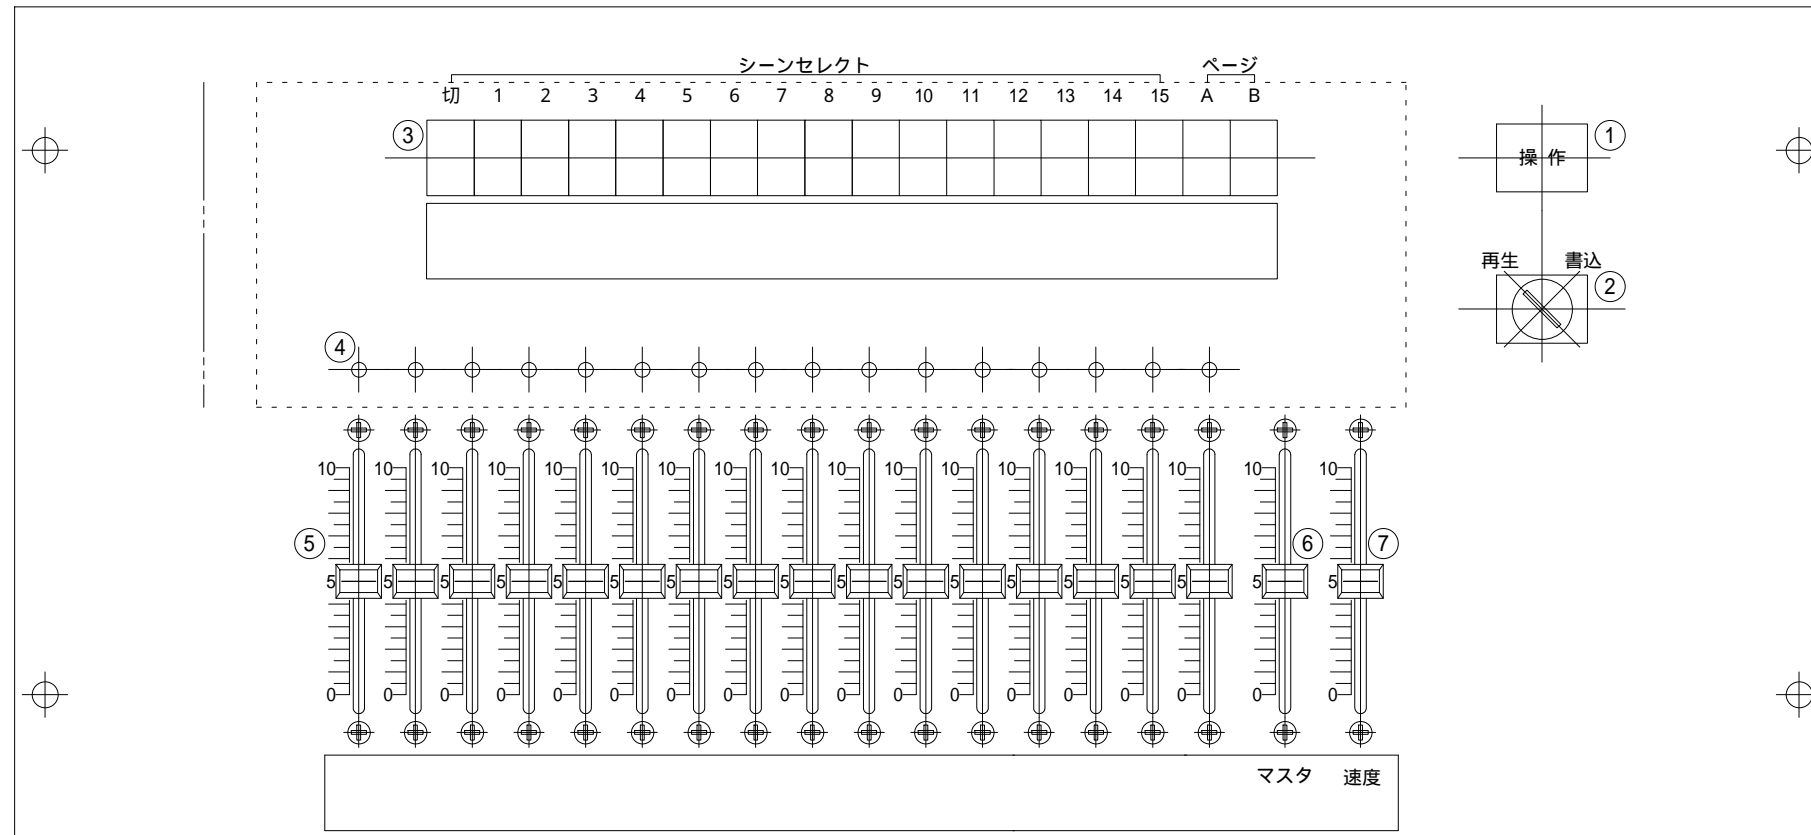 シーンセレクト ページ
切 1 2 3 4 5 6 7 8 9 10 11 12 13 14 15 A B
③ ①
操 作
再生 書込
②
④
10 10 10 10 10 10 10 10 10 10 10 10 10 10 10 10 10 10
⑤ ⑥ ⑦
5 5 5 5 5 5 5 5 5 5 5 5 5 5 5 5 5 5
0 0 0 0 0 0 0 0 0 0 0 0 0 0 0 0 0 0
マスタ 速度